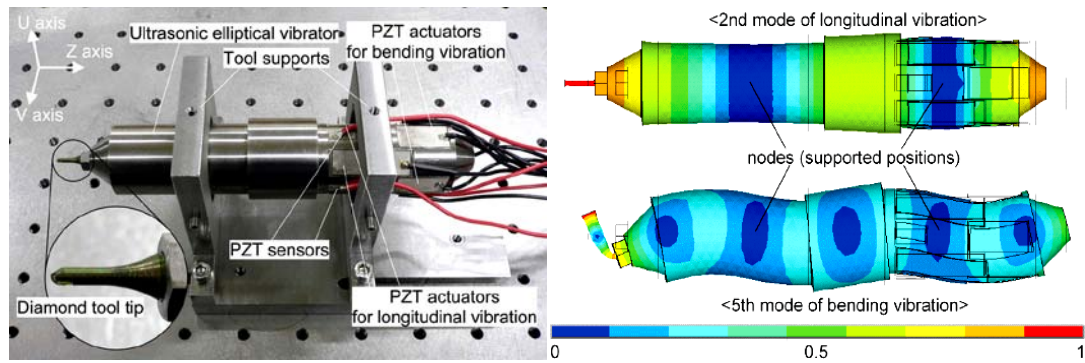 U axis
Z axis
V axis
Ultrasonic elliptical vibrator
Tool supports
PZT actuators
for bending vibration
PZT sensors
Diamond tool tip
PZT actuators
for longitudinal vibration
<2nd mode of longitudinal vibration>
nodes (supported positions)
<5th mode of bending vibration>
0
0.5
1